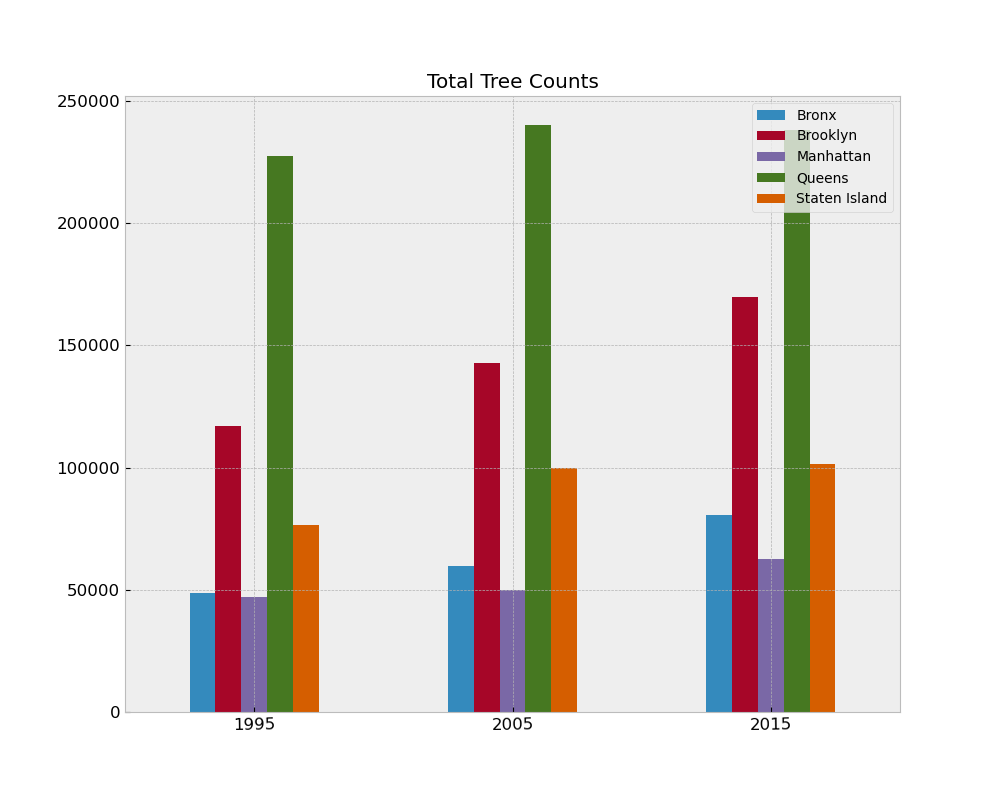 Total Tree Counts
250000
200000
150000
100000
50000
0
1995 2005 2015
Bronx
Brooklyn
Manhattan
Queens
Staten Island